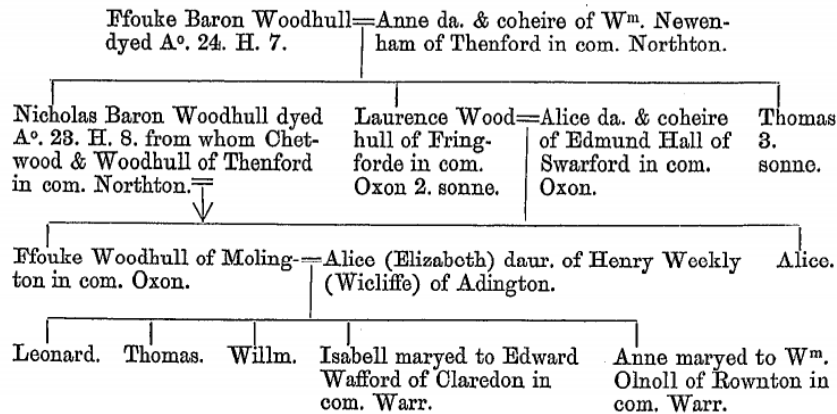 Ffouke Baron Woodhull=Anne da. & coheire of Wm. Newen-
dyed Ao. 24. H. 7. ham of Thenford in com. Northton.
Nicholas Baron Woodhull dyed
Ao. 23. H. 8. from whom Chet-
wood & Woodhull of Thenford
in com. Northton.=
Laurence Wood=Alice da. & coheire
hull of Fring- of Edmund Hall of
forde in com. Swarford in com.
Oxon 2. sonne. Oxon.
Thomas
3.
sonne.
Ffouke Woodhull of Moling-=Alice (Elizabeth) daur. of Henry Weekly
ton in com. Oxon. (Wicliffe) of Adington.
Alice.
Leonard.
Thomas.
Willm.
Isabell maryed to Edward
Wafford of Claredon in
com. Warr.
Anne maryed to Wm.
Olnoll of Rownton in
com. Warr.